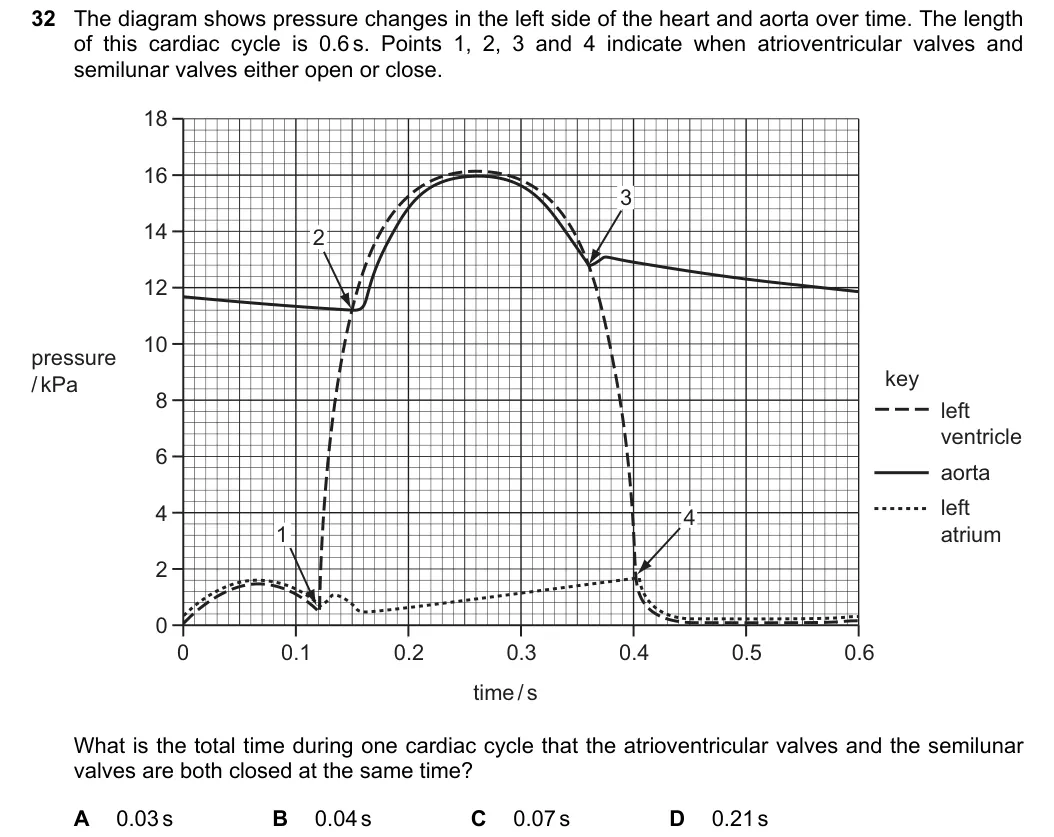 32 The diagram shows pressure changes in the left side of the heart and aorta over time. The length
of this cardiac cycle is 0.6 s. Points 1, 2, 3 and 4 indicate when atrioventricular valves and
semilunar valves either open or close.
18
16
14
12
10
8
6
4
2
0
pressure
/ kPa
1
2
3
4
0 0.1 0.2 0.3 0.4 0.5 0.6
time / s
key
left
ventricle
aorta
left
atrium
What is the total time during one cardiac cycle that the atrioventricular valves and the semilunar
valves are both closed at the same time?
A 0.03 s B 0.04 s C 0.07 s D 0.21 s